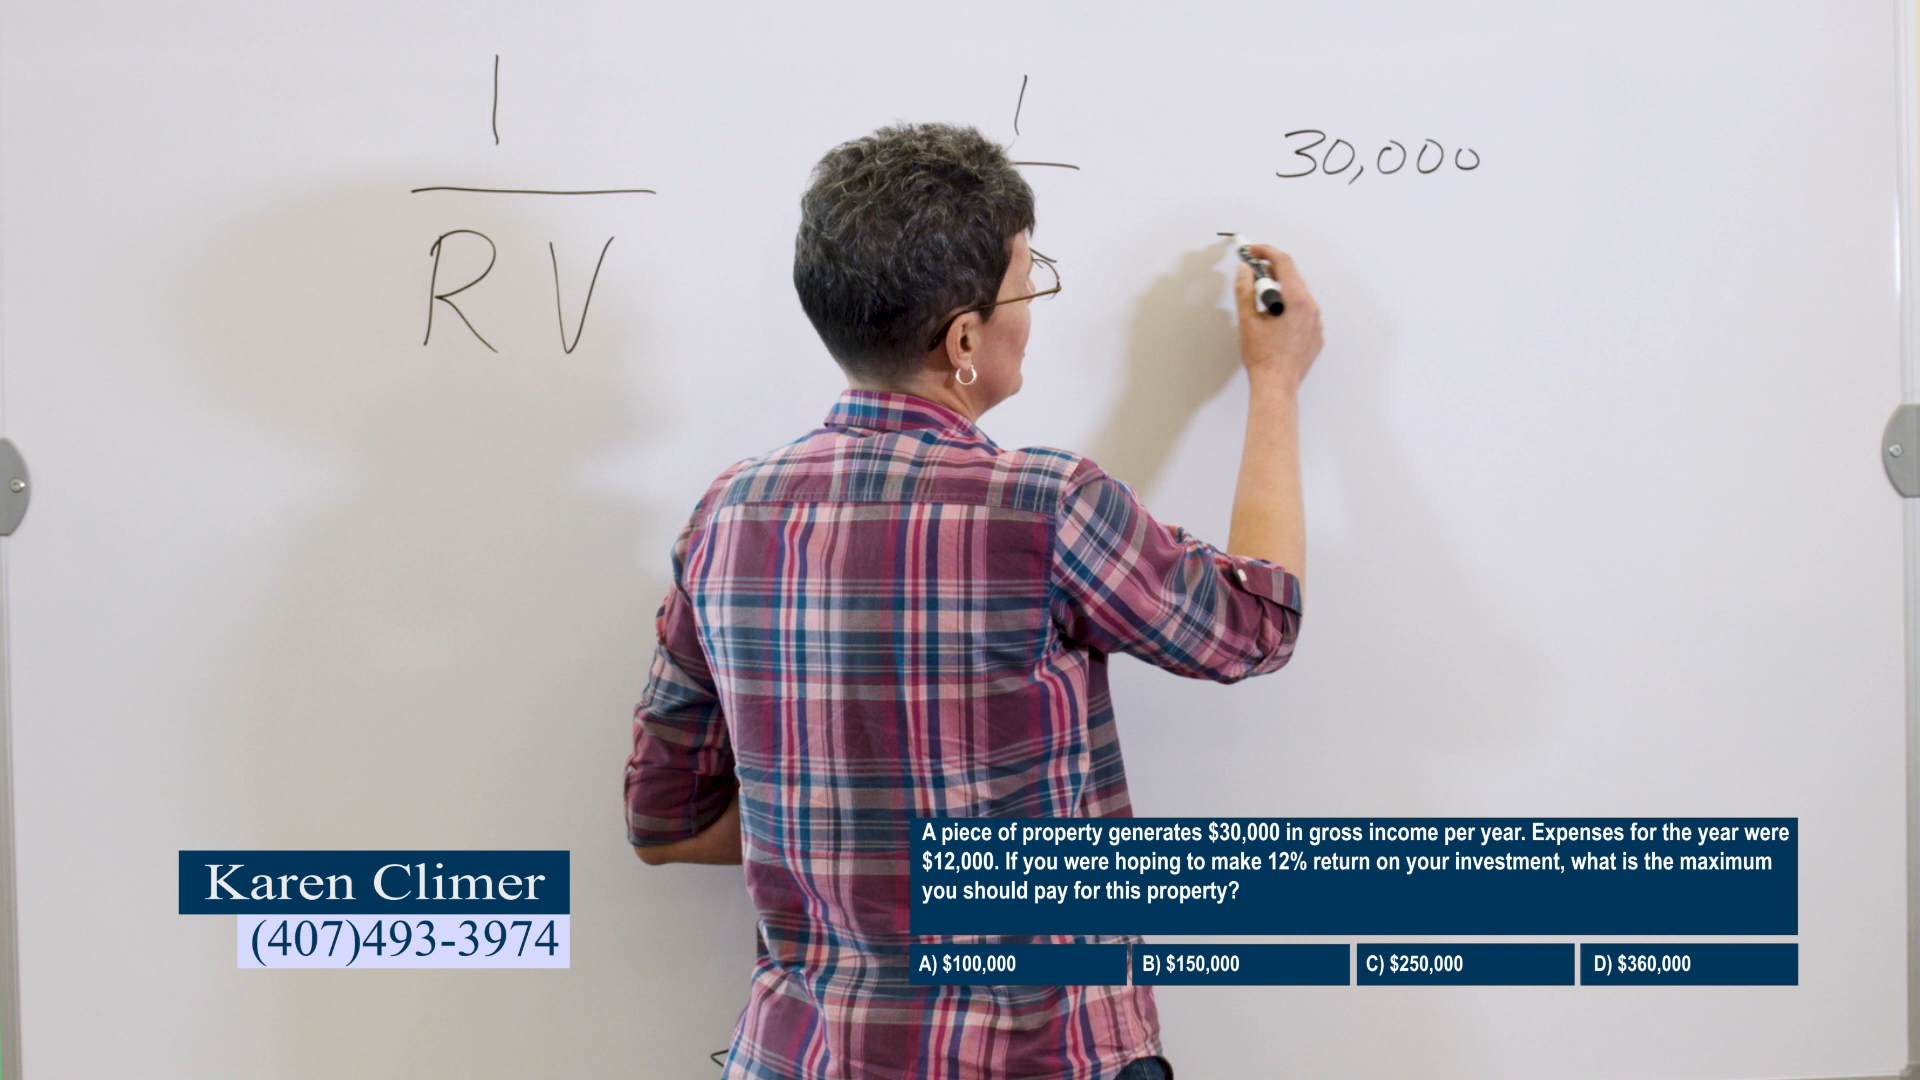 I
R V
I
30,000
-
Karen Climer
(407)493-3974
A piece of property generates $30,000 in gross income per year. Expenses for the year were
$12,000. If you were hoping to make 12% return on your investment, what is the maximum
you should pay for this property?
A) $100,000
B) $150,000
C) $250,000
D) $360,000